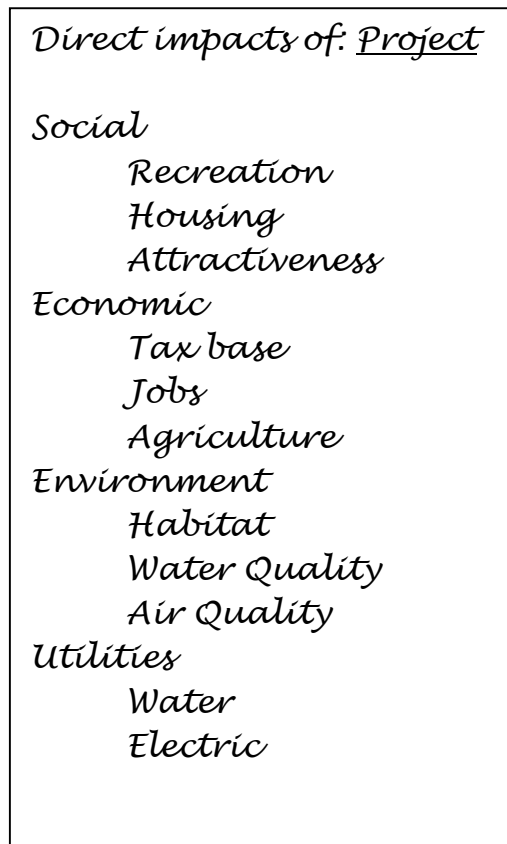 Direct impacts of: Project
Social
Recreation
Housing
Attractiveness
Economic
Tax base
Jobs
Agriculture
Environment
Habitat
Water Quality
Air Quality
Utilities
Water
Electric